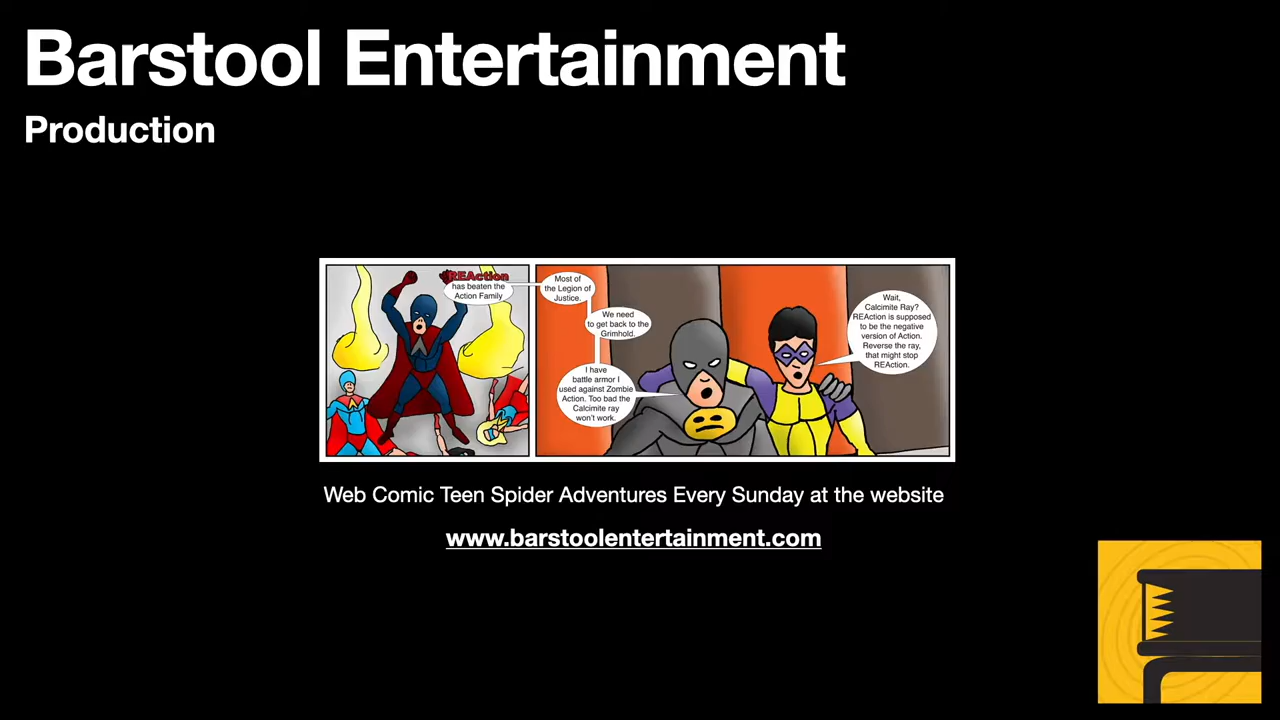 Barstool Entertainment
Production
REAction
has beaten the
Action Family
Most of
the Legion of
Justice.
We need
to get back to the
Grimhold.
I have
battle armor I
used against Zombie
Action. Too bad the
Calcimite ray
won't work.
Wait,
Calcimite Ray?
REAction is supposed
to be the negative
version of Action.
Reverse the ray,
that might stop
REAction.
Web Comic Teen Spider Adventures Every Sunday at the website
www.barstoolentertainment.com